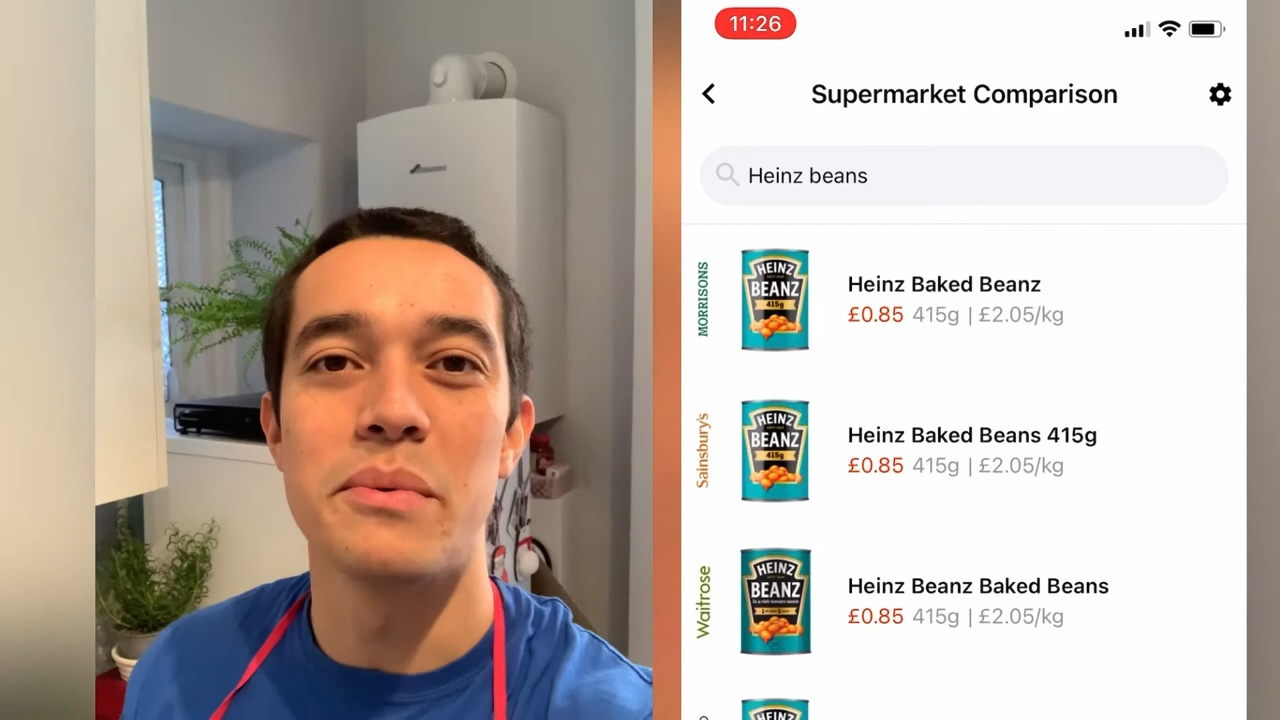 11:26
Supermarket Comparison
Heinz beans
MORRISONS
HEINZ
BEANZ
415g
Heinz Baked Beanz
£0.85 415g | £2.05/kg
Sainsbury's
HEINZ
BEANZ
415g
Heinz Baked Beans 415g
£0.85 415g | £2.05/kg
Waitrose
HEINZ
BEANZ
Heinz Beanz Baked Beans
£0.85 415g | £2.05/kg
HEINZ